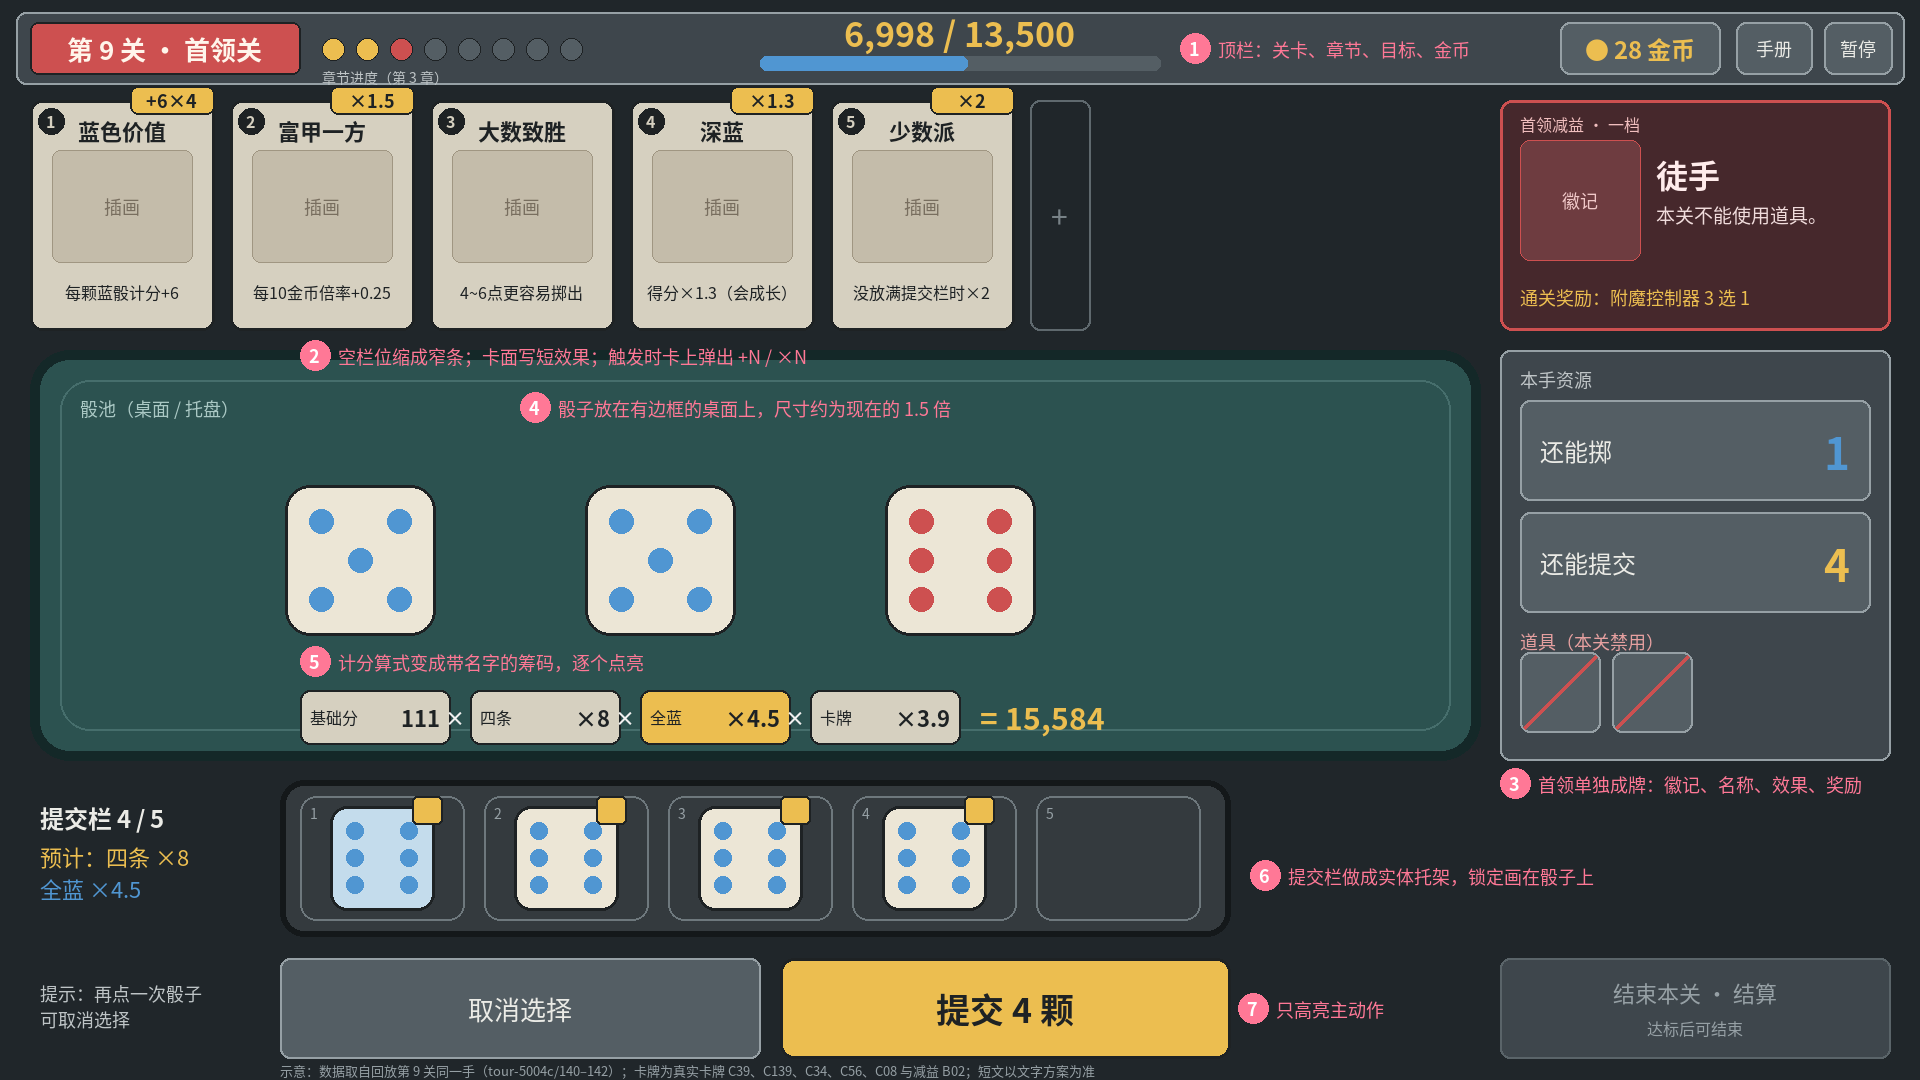 第 9 关 · 首领关
章节进度（第 3 章）
6,998 / 13,500
1 顶栏：关卡、章节、目标、金币
28 金币
手册
暂停
+6×4
1 蓝色价值
插画
每颗蓝骰计分+6
×1.5
2 富甲一方
插画
每10金币倍率+0.25
3 大数致胜
插画
4~6点更容易掷出
×1.3
4 深蓝
插画
得分×1.3（会成长）
×2
5 少数派
插画
没放满提交栏时×2
+
首领减益 · 一档
徽记
徒手
本关不能使用道具。
通关奖励：附魔控制器 3 选 1
2 空栏位缩成窄条；卡面写短效果；触发时卡上弹出 +N / ×N
骰池（桌面 / 托盘）
4 骰子放在有边框的桌面上，尺寸约为现在的 1.5 倍
5 计分算式变成带名字的筹码，逐个点亮
基础分 111 × 四条 ×8 × 全蓝 ×4.5 × 卡牌 ×3.9 = 15,584
本手资源
还能掷 1
还能提交 4
道具（本关禁用）
3 首领单独成牌：徽记、名称、效果、奖励
提交栏 4 / 5
预计：四条 ×8
全蓝 ×4.5
1
2
3
4
5
6 提交栏做成实体托架，锁定画在骰子上
提示：再点一次骰子
可取消选择
取消选择
提交 4 颗
7 只高亮主动作
结束本关 · 结算
达标后可结束
示意：数据取自回放第 9 关同一手（tour-5004c/140–142）；卡牌为真实卡牌 C39、C139、C34、C56、C08 与减益 B02；短文以文字方案为准